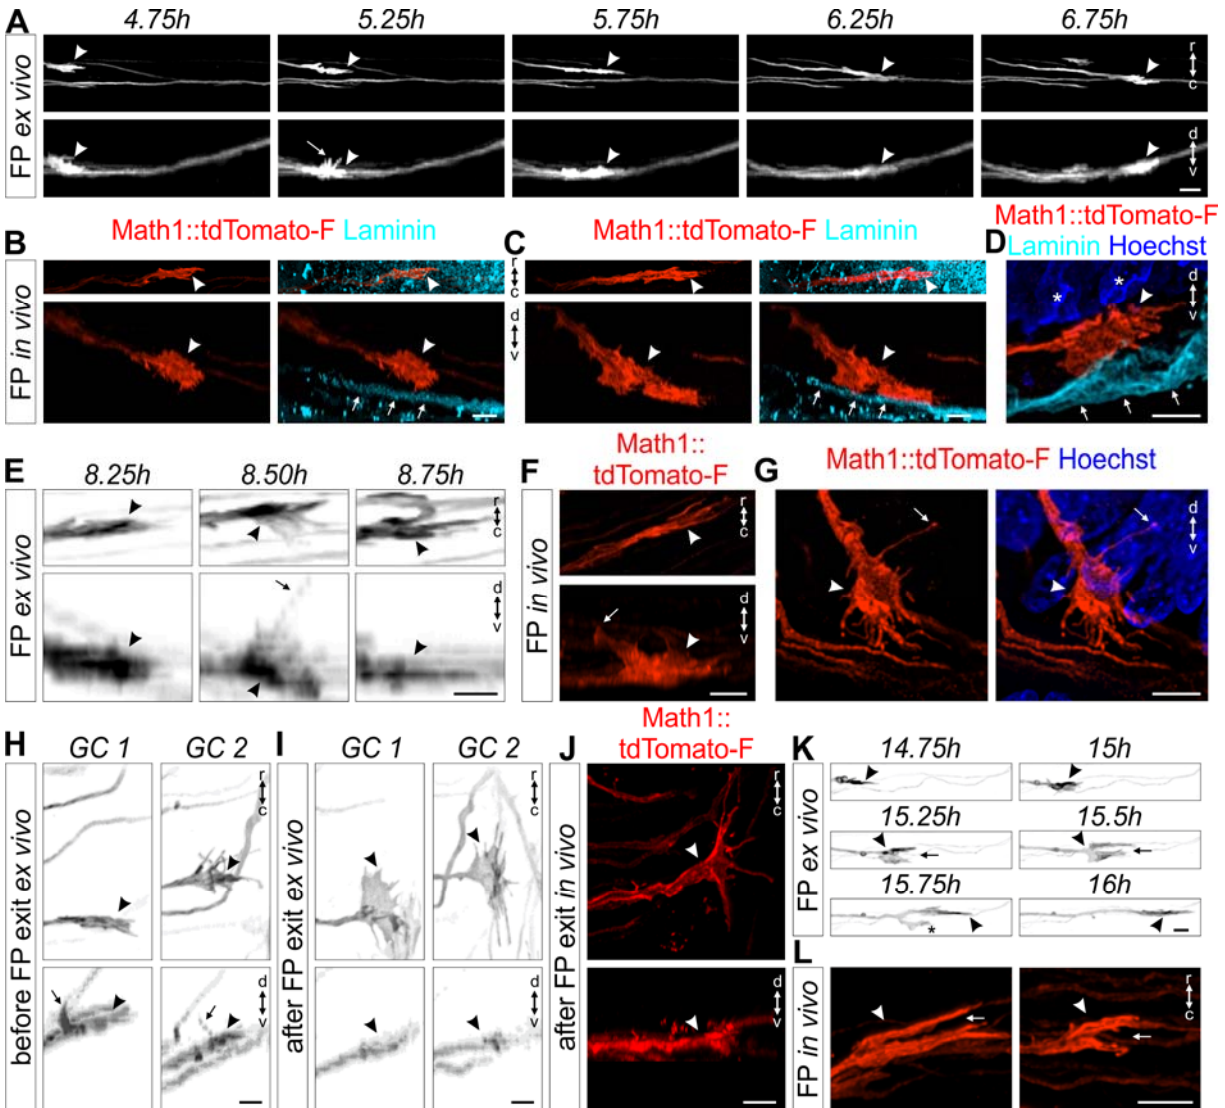 A
4.75h 5.25h 5.75h 6.25h 6.75h
FP ex vivo
r
c
d
v
B
Math1::tdTomato-F Laminin
C
Math1::tdTomato-F Laminin
Math1::tdTomato-F
D
Laminin Hoechst
FP in vivo
r
c
d
v
d
v
* *
E
8.25h 8.50h 8.75h
FP ex vivo
r
c
d
v
F
Math1::
tdTomato-F
FP in vivo
r
c
d
v
G
Math1::tdTomato-F Hoechst
d
v
H
GC 1 GC 2
before FP exit ex vivo
r
c
d
v
I
GC 1 GC 2
after FP exit ex vivo
r
c
d
v
J
Math1::
tdTomato-F
after FP exit in vivo
r
c
d
v
K
14.75h 15h
15.25h 15.5h
15.75h 16h
FP ex vivo
*
L
FP in vivo
r
c